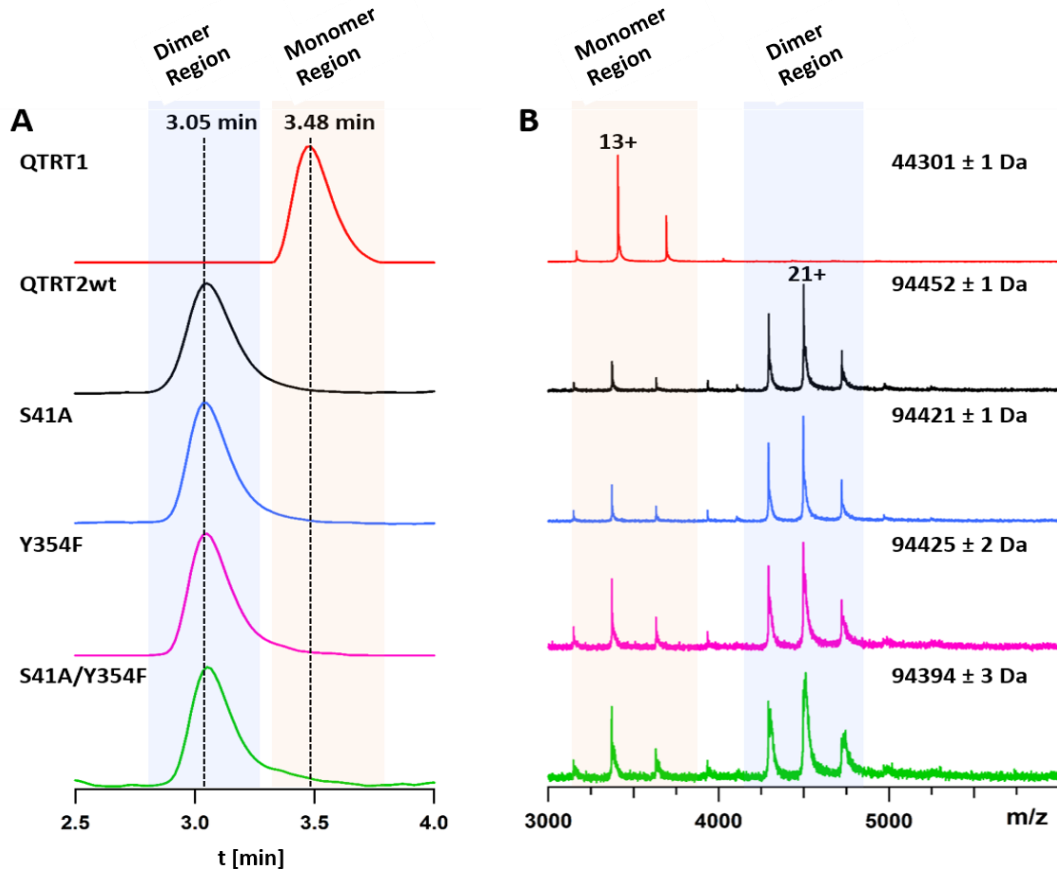 Dimer
Region
Monomer
Region
Monomer
Region
Dimer
Region
A
3.05 min
3.48 min
QTRT1
QTRT2wt
S41A
Y354F
S41A/Y354F
2.5
3.0
3.5
4.0
t [min]
B
13+
44301 ± 1 Da
21+
94452 ± 1 Da
94421 ± 1 Da
94425 ± 2 Da
94394 ± 3 Da
3000
4000
5000
m/z